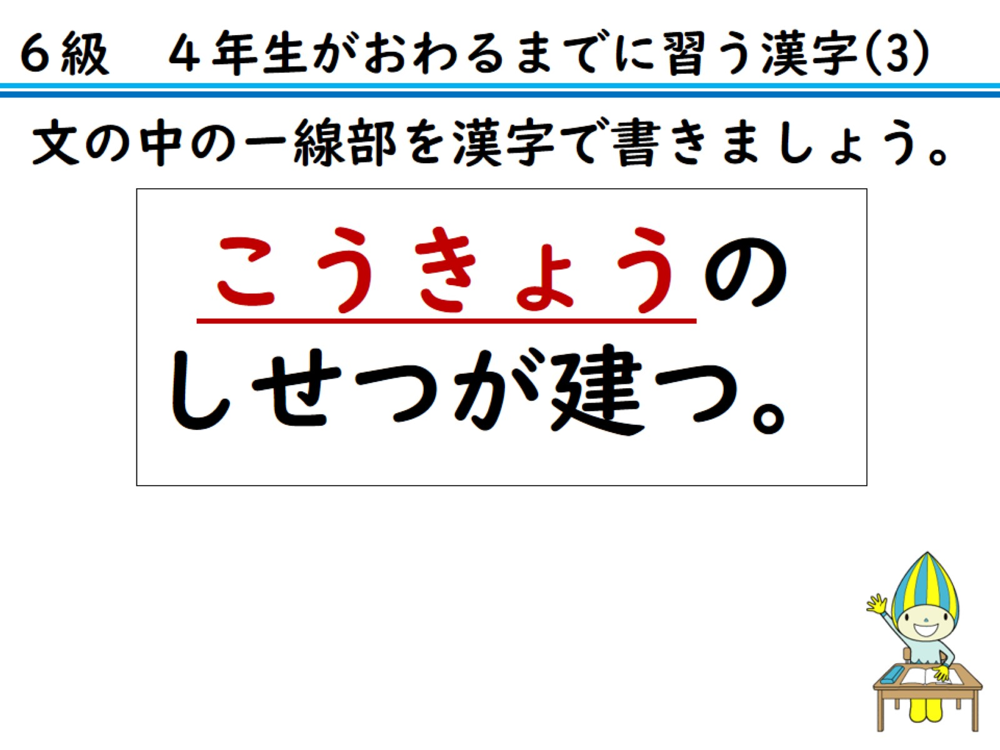 ６級　４年生がおわるまでに習う漢字(3)
文の中の一線部を漢字で書きましょう。
こうきょうの
しせつが建つ。